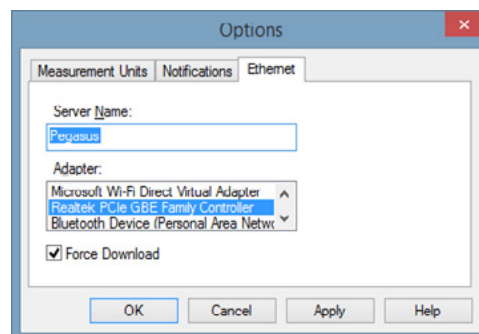 Options
Measurement Units Notifications Ethernet
Server Name:
Pegasus
Adapter:
Microsoft Wi-Fi Direct Virtual Adapter
Realtek PCIe GBE Family Controller
Bluetooth Device (Personal Area Netwc
Force Download
OK Cancel Apply Help